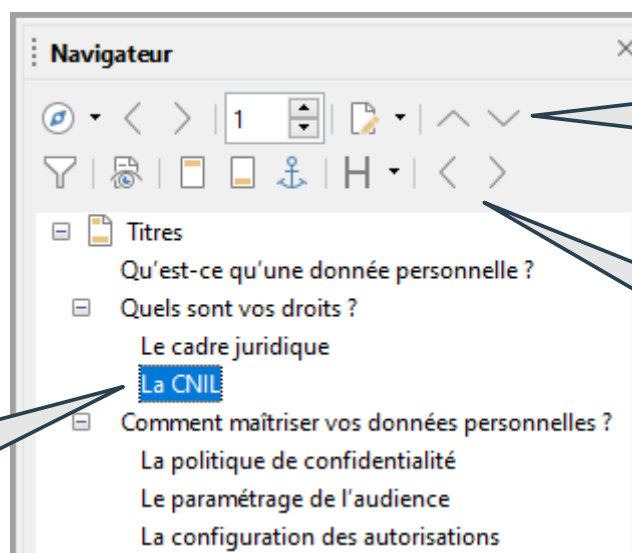 Navigateur
1
H
Titres
Qu'est-ce qu'une donnée personnelle ?
Quels sont vos droits ?
Le cadre juridique
La CNIL
Comment maîtriser vos données personnelles ?
La politique de confidentialité
Le paramétrage de l'audience
La configuration des autorisations